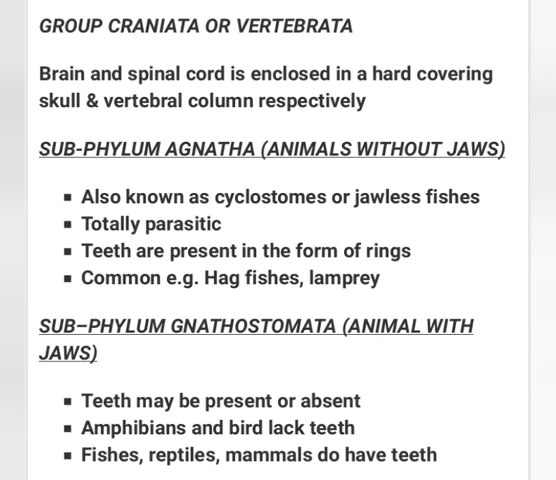 GROUP CRANIATA OR VERTEBRATA
Brain and spinal cord is enclosed in a hard covering
skull & vertebral column respectively
SUB-PHYLUM AGNATHA (ANIMALS WITHOUT JAWS)
▪ Also known as cyclostomes or jawless fishes
▪ Totally parasitic
▪ Teeth are present in the form of rings
▪ Common e.g. Hag fishes, lamprey
SUB–PHYLUM GNATHOSTOMATA (ANIMAL WITH
JAWS)
▪ Teeth may be present or absent
▪ Amphibians and bird lack teeth
▪ Fishes, reptiles, mammals do have teeth